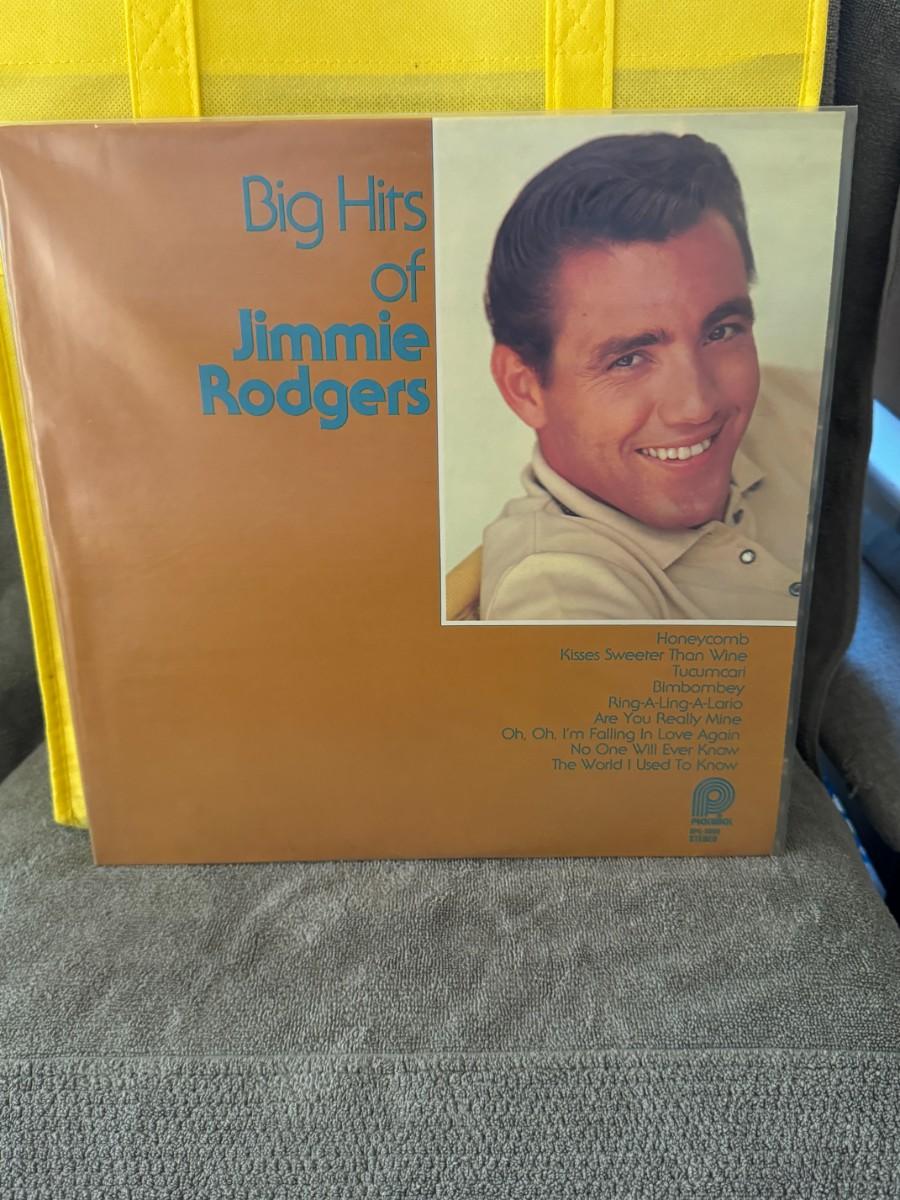 Big Hits
of
Jimmie
Rodgers
Honeycomb
Kisses Sweeter Than Wine
Tucumcari
Bimbombey
Ring-A-Ling-A-Lario
Are You Really Mine
Oh, Oh, I'm Falling In Love Again
No One Will Ever Know
The World I Used To Know
Pickwick
STEREO